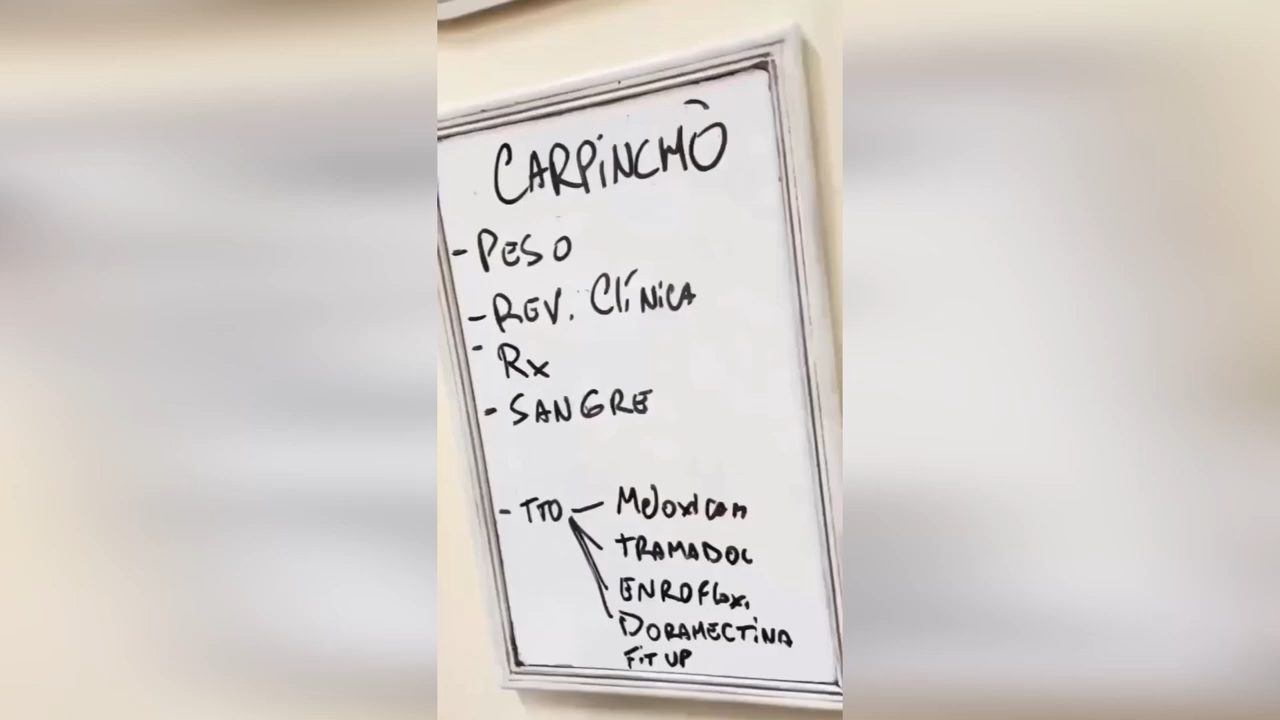 CARPINCHO
- PESO
- REV. CLÍNICA
- Rx
- SANGRE
- TTO — Meloxicam
TRAMADOL
ENROFLOX.
DORAMECTINA
FIT UP